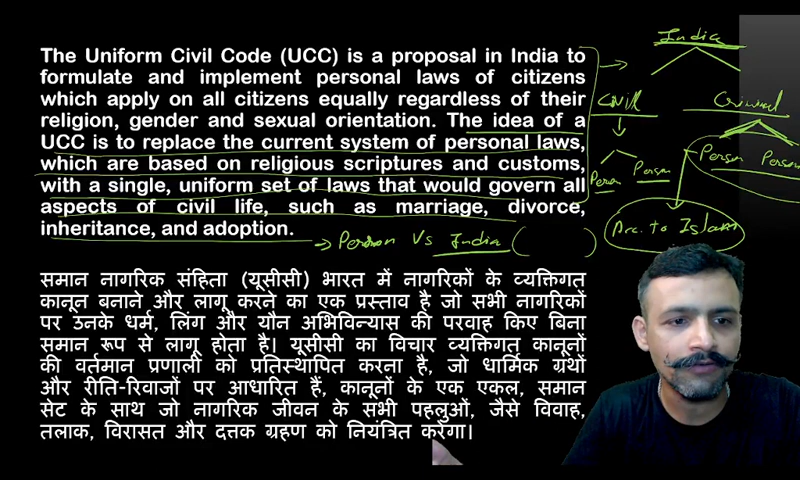 India
The Uniform Civil Code (UCC) is a proposal in India to
formulate and implement personal laws of citizens
which apply on all citizens equally regardless of their
religion, gender and sexual orientation. The idea of a
UCC is to replace the current system of personal laws,
which are based on religious scriptures and customs,
with a single, uniform set of laws that would govern all
aspects of civil life, such as marriage, divorce,
inheritance, and adoption.
Civil
Criminal
Person Person
Acc. to Islam
Person Vs India ( )
समान नागरिक संहिता (यूसीसी) भारत में नागरिकों के व्यक्तिगत
कानून बनाने और लागू करने का एक प्रस्ताव है जो सभी नागरिकों
पर उनके धर्म, लिंग और यौन अभिविन्यास की परवाह किए बिना
समान रूप से लागू होता है। यूसीसी का विचार व्यक्तिगत कानूनों
की वर्तमान प्रणाली को प्रतिस्थापित करना है, जो धार्मिक ग्रंथों
और रीति-रिवाजों पर आधारित हैं, कानूनों के एक एकल, समान
सेट के साथ जो नागरिक जीवन के सभी पहलुओं, जैसे विवाह,
तलाक, विरासत और दत्तक ग्रहण को नियंत्रित करेगा।